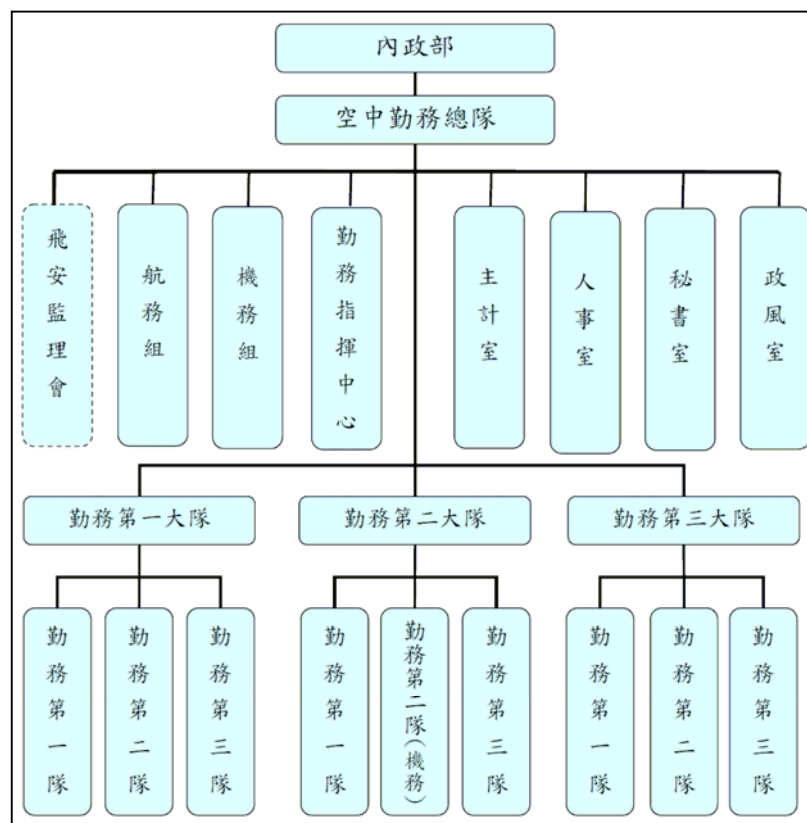 內政部
空中勤務總隊
飛安監理會
航務組
機務組
勤務指揮中心
主計室
人事室
秘書室
政風室
勤務第一大隊
勤務第二大隊
勤務第三大隊
勤務第一隊
勤務第二隊
勤務第三隊
勤務第一隊
勤務第二隊(機務)
勤務第三隊
勤務第一隊
勤務第二隊
勤務第三隊